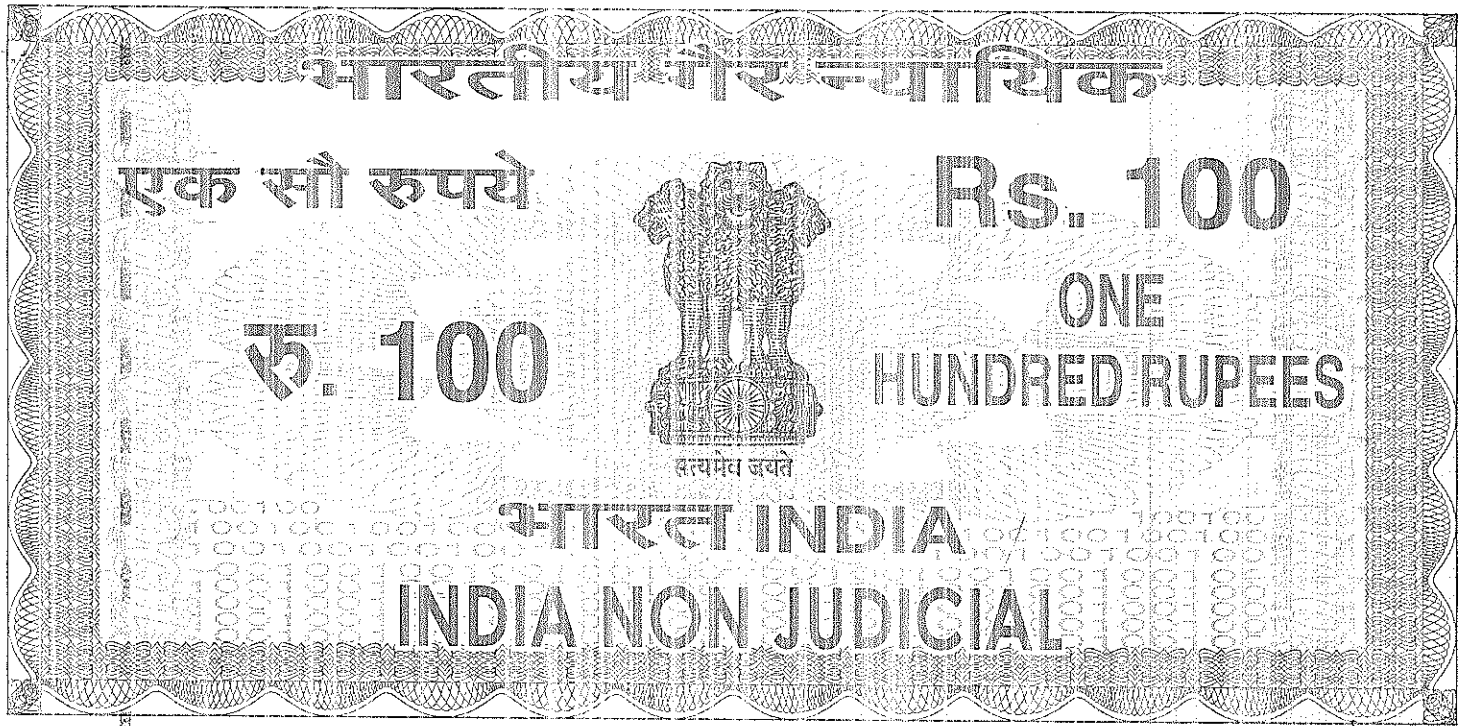 भारतीय गैर न्यायिक
एक सौ रुपये
Rs. 100
रु. 100
ONE
HUNDRED RUPEES
सत्यमेव जयते
भारत INDIA
INDIA NON JUDICIAL